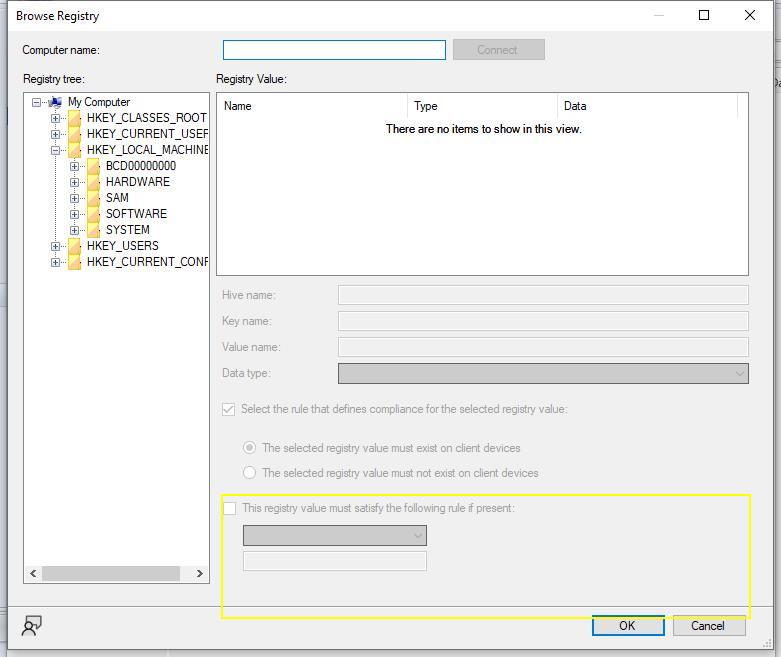 Browse Registry
Computer name:
Connect
Registry tree:
Registry Value:
My Computer
HKEY_CLASSES_ROOT
HKEY_CURRENT_USER
HKEY_LOCAL_MACHINE
BCD00000000
HARDWARE
SAM
SOFTWARE
SYSTEM
HKEY_USERS
HKEY_CURRENT_CONF
Name Type Data
There are no items to show in this view.
Hive name:
Key name:
Value name:
Data type:
Select the rule that defines compliance for the selected registry value:
The selected registry value must exist on client devices
The selected registry value must not exist on client devices
This registry value must satisfy the following rule if present:
OK
Cancel